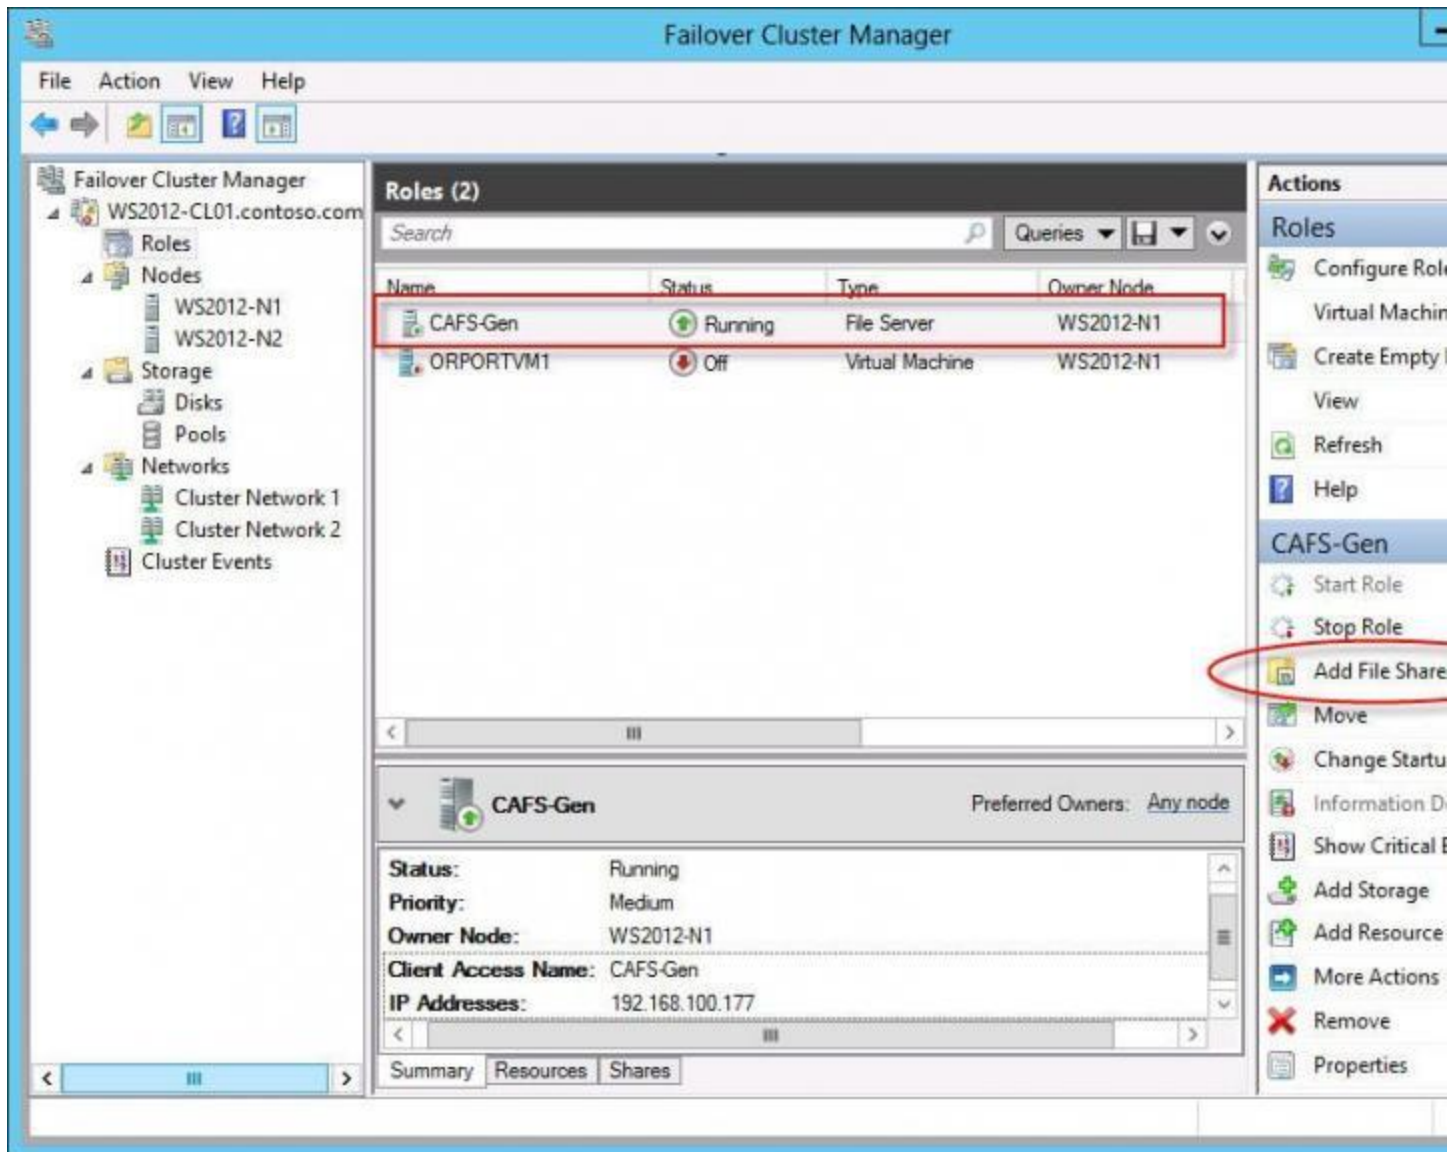 Failover Cluster Manager
File Action View Help
Failover Cluster Manager
WS2012-CL01.contoso.com
Roles
Nodes
WS2012-N1
WS2012-N2
Storage
Disks
Pools
Networks
Cluster Network 1
Cluster Network 2
Cluster Events
Roles (2)
Search
Queries
Name Status Type Owner Node
CAFS-Gen Running File Server WS2012-N1
ORPORTVM1 Off Virtual Machine WS2012-N1
CAFS-Gen Preferred Owners: Any node
Status: Running
Priority: Medium
Owner Node: WS2012-N1
Client Access Name: CAFS-Gen
IP Addresses: 192.168.100.177
Summary Resources Shares
Actions
Roles
Configure Role
Virtual Machin
Create Empty
View
Refresh
Help
CAFS-Gen
Start Role
Stop Role
Add File Share
Move
Change Startu
Information D
Show Critical E
Add Storage
Add Resource
More Actions
Remove
Properties